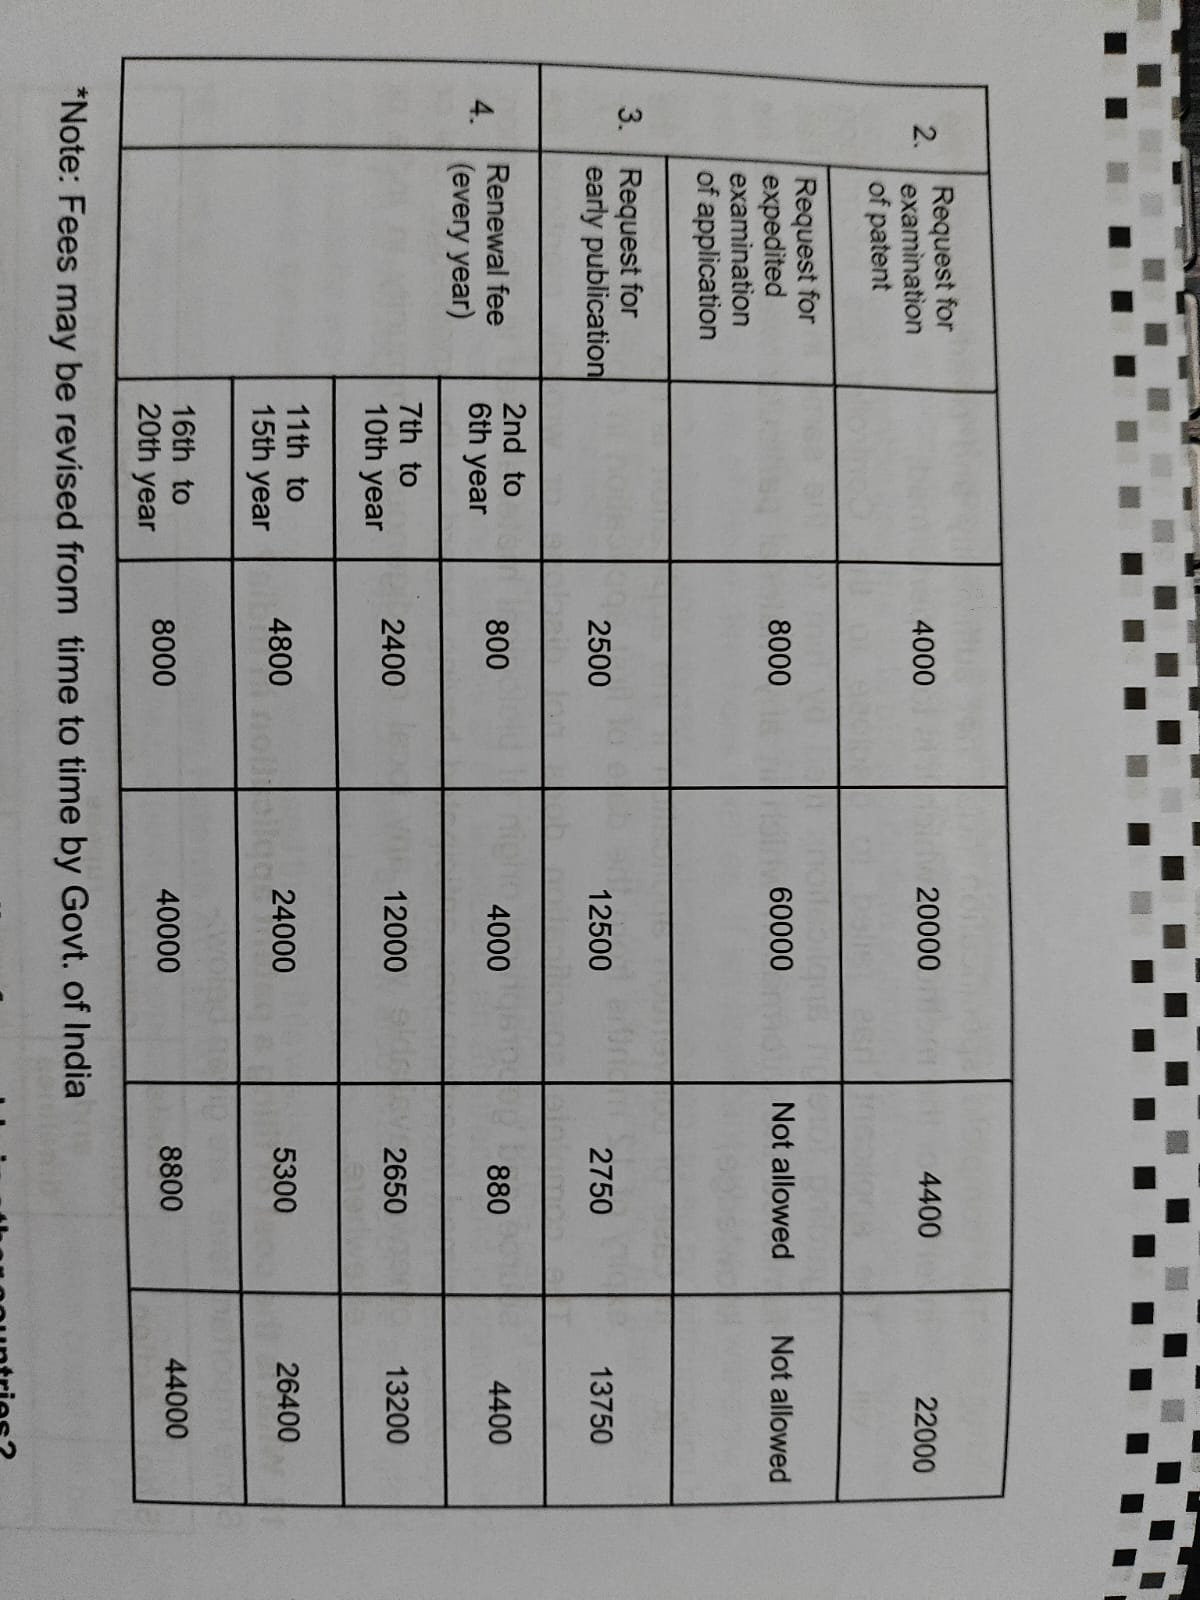 2. Request for examination of patent 4000 20000 4400 22000
Request for expedited examination of application 8000 60000 Not allowed Not allowed
3. Request for early publication 2500 12500 2750 13750
4. Renewal fee (every year) 2nd to 6th year 800 4000 880 4400
7th to 10th year 2400 12000 2650 13200
11th to 15th year 4800 24000 5300 26400
16th to 20th year 8000 40000 8800 44000
*Note: Fees may be revised from time to time by Govt. of India